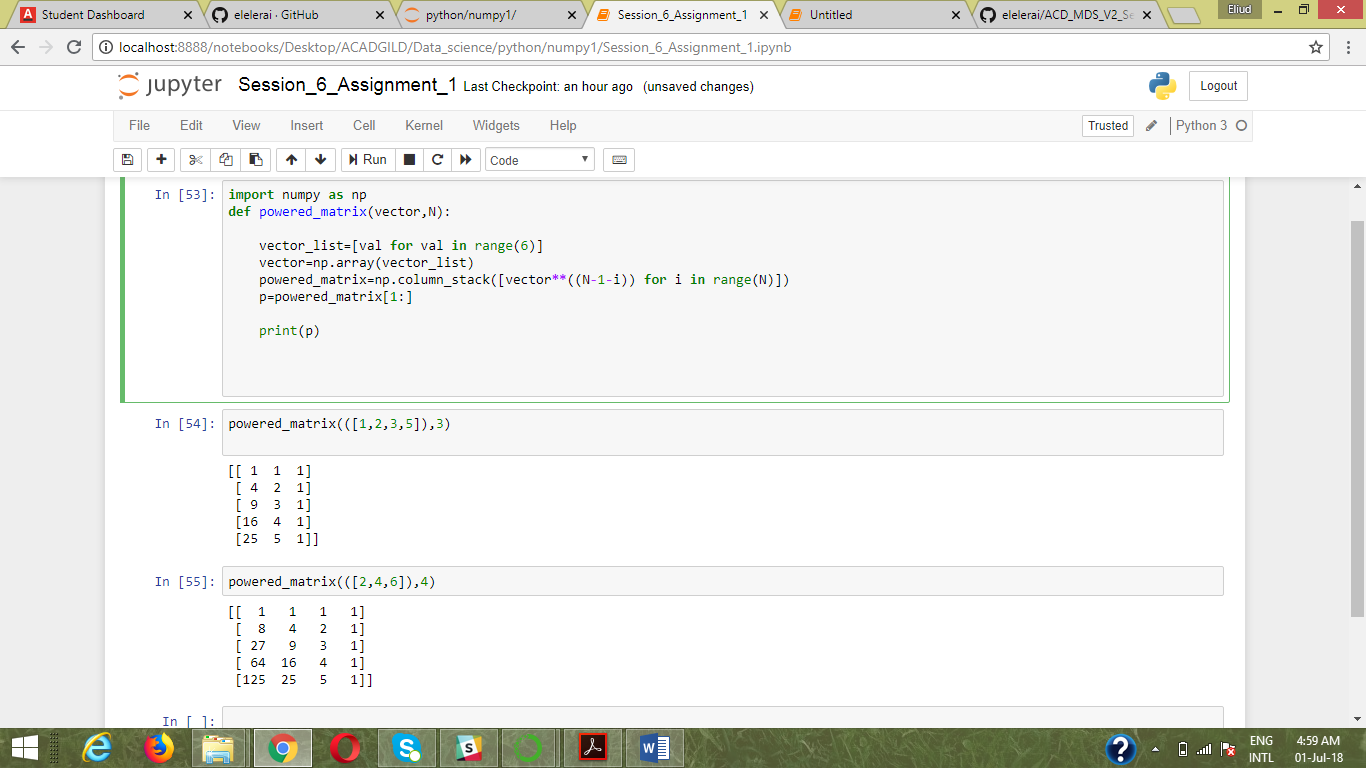 Student Dashboard
elelerai · GitHub
python/numpy1/
Session_6_Assignment_1
Untitled
elelerai/ACD_MDS_V2_Se
Eliud
localhost:8888/notebooks/Desktop/ACADGILD/Data_science/python/numpy1/Session_6_Assignment_1.ipynb
jupyter Session_6_Assignment_1 Last Checkpoint: an hour ago (unsaved changes)
Logout
File Edit View Insert Cell Kernel Widgets Help Trusted Python 3
Run Code
In [53]: import numpy as np
def powered_matrix(vector,N):
vector_list=[val for val in range(6)]
vector=np.array(vector_list)
powered_matrix=np.column_stack([vector**((N-1-i)) for i in range(N)])
p=powered_matrix[1:]
print(p)
In [54]: powered_matrix(([1,2,3,5]),3)
[[ 1  1  1]
[ 4  2  1]
[ 9  3  1]
[16  4  1]
[25  5  1]]
In [55]: powered_matrix(([2,4,6]),4)
[[  1   1   1   1]
[  8   4   2   1]
[ 27   9   3   1]
[ 64  16   4   1]
[125  25   5   1]]
In [ ]:
ENG 4:59 AM
INTL 01-Jul-18